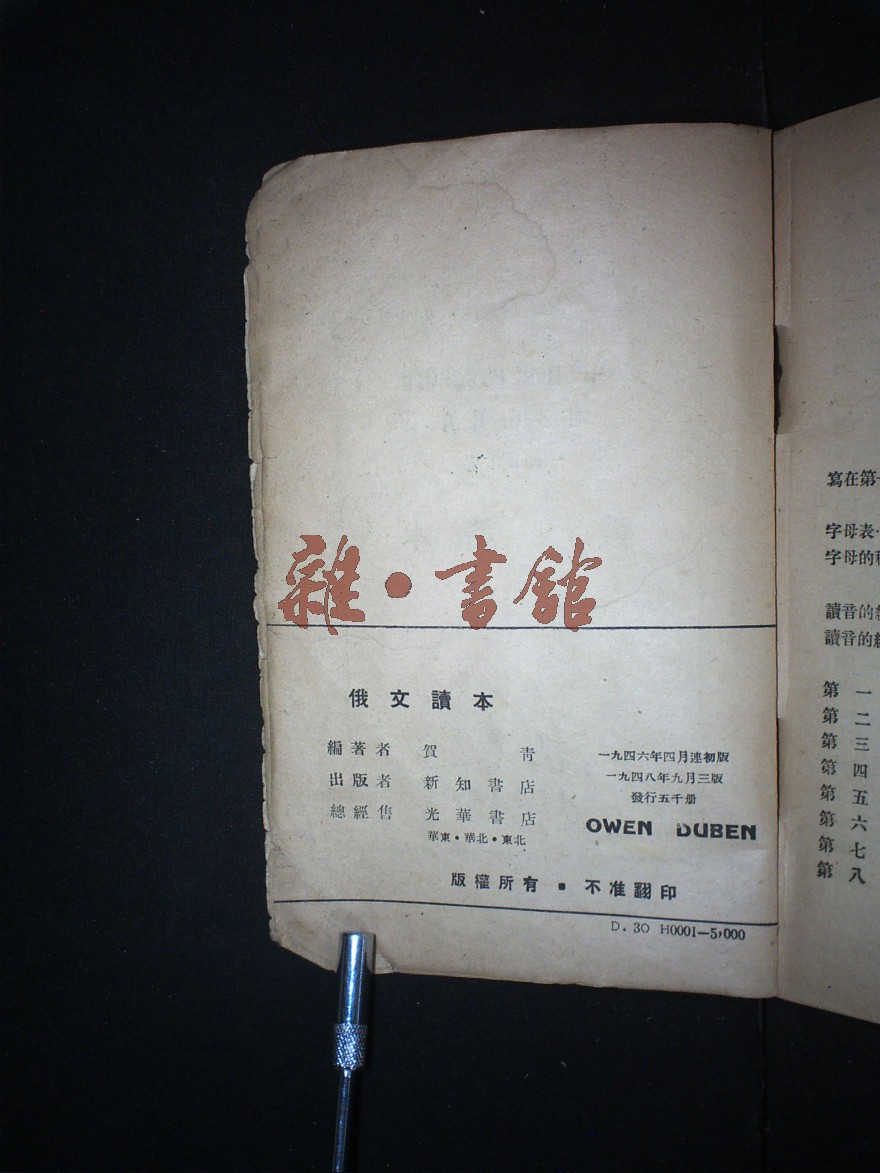 雜·書館
俄文讀本
編著者 賀青
出版者 新知書店
總經售 光華書店
華東·華北·東北
一九四六年四月連初版
一九四八年九月三版
發行五千册
OWEN DUBEN
版權所有·不准翻印
D. 30 H0001—5,000
寫在第一
字母表
字母的種
讀音的
讀音的
第一
第二
第三
第四
第五
第六
第七
第八